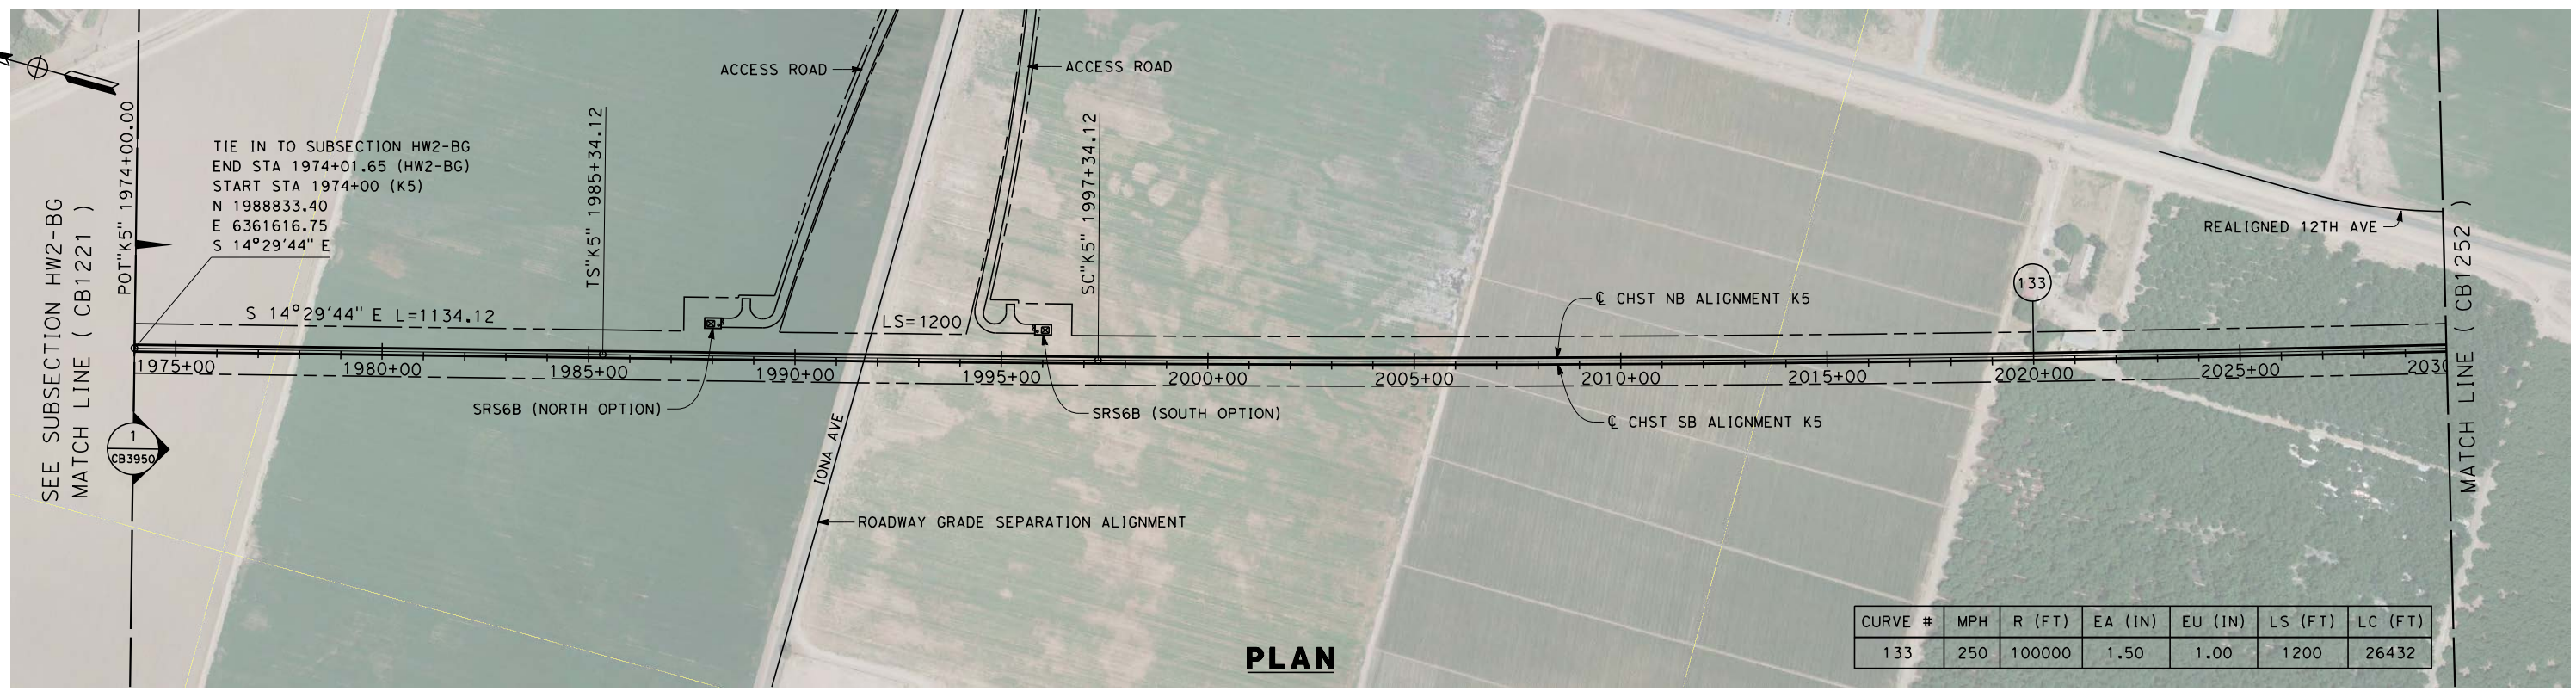 ACCESS ROAD
ACCESS ROAD
POT"K5" 1974+00.00
TIE IN TO SUBSECTION HW2-BG
END STA 1974+01.65 (HW2-BG)
START STA 1974+00 (K5)
N 1988833.40
E 6361616.75
S 14°29'44" E
TS"K5" 1985+34.12
SC"K5" 1997+34.12
SEE SUBSECTION HW2-BG
MATCH LINE ( CB1221 )
REALIGNED 12TH AVE
MATCH LINE ( CB1252 )
133
S 14°29'44" E L=1134.12
LS=1200
℄ CHST NB ALIGNMENT K5
1975+00
1980+00
1985+00
1990+00
1995+00
2000+00
2005+00
2010+00
2015+00
2020+00
2025+00
2030
SRS6B (NORTH OPTION)
SRS6B (SOUTH OPTION)
℄ CHST SB ALIGNMENT K5
1
CB3950
IONA AVE
ROADWAY GRADE SEPARATION ALIGNMENT
PLAN
CURVE # MPH R (FT) EA (IN) EU (IN) LS (FT) LC (FT)
133 250 100000 1.50 1.00 1200 26432